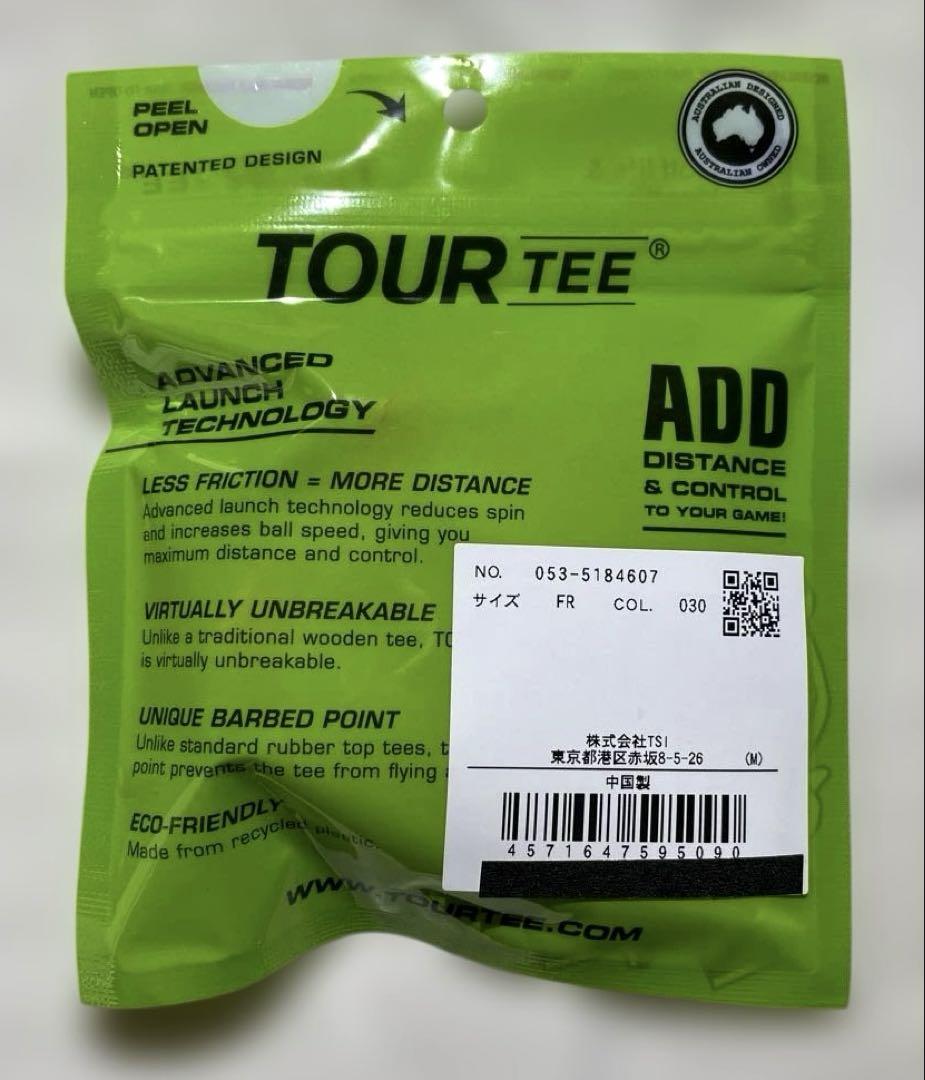 PEEL
OPEN
PATENTED DESIGN
AUSTRALIAN DESIGNED
AUSTRALIAN OWNED
TOUR TEE®
ADVANCED
LAUNCH
TECHNOLOGY
ADD
DISTANCE
& CONTROL
TO YOUR GAME!
LESS FRICTION = MORE DISTANCE
Advanced launch technology reduces spin
and increases ball speed, giving you
maximum distance and control.
VIRTUALLY UNBREAKABLE
Unlike a traditional wooden tee,
is virtually unbreakable.
UNIQUE BARBED POINT
Unlike standard rubber top tees,
point prevents the tee from flying
ECO-FRIENDLY
Made from recycled plastic.
WWW.TOURTEE.COM
NO. 053-5184607
サイズ FR COL. 030
株式会社TSI
東京都港区赤坂8-5-26 (M)
中国製
4571647595090